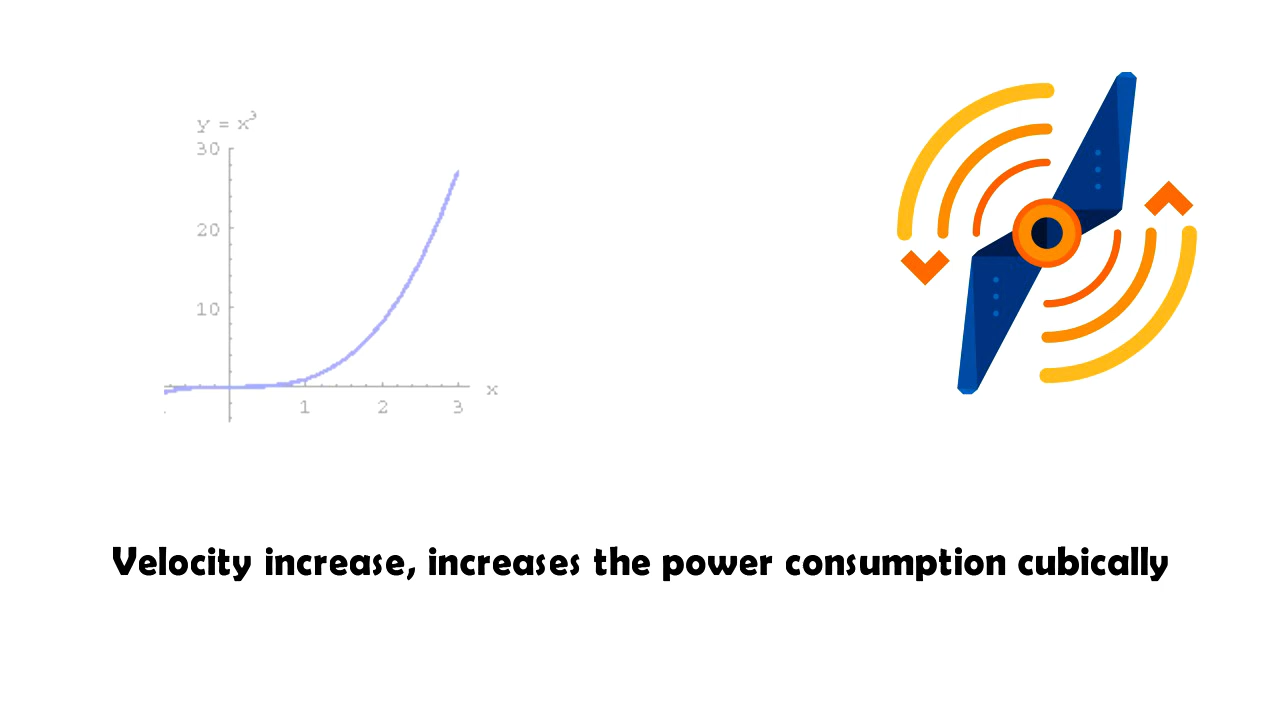 y = x³
30
20
10
x
1 2 3
Velocity increase, increases the power consumption cubically